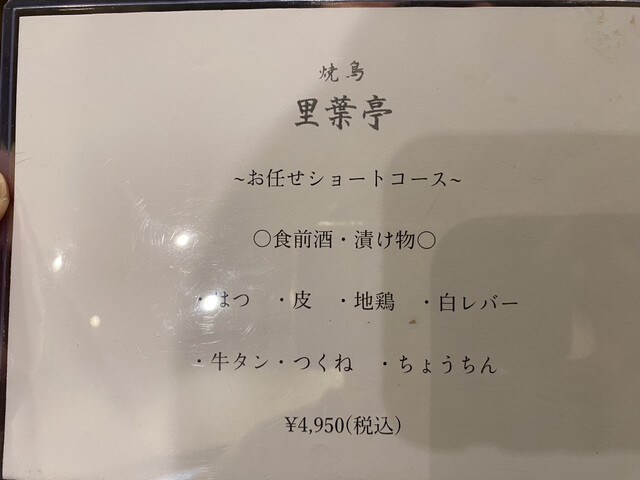 焼鳥
里葉亭
~お任せショートコース~
〇食前酒・漬け物〇
・はつ ・皮 ・地鶏 ・白レバー
・牛タン・つくね ・ちょうちん
¥4,950(税込)